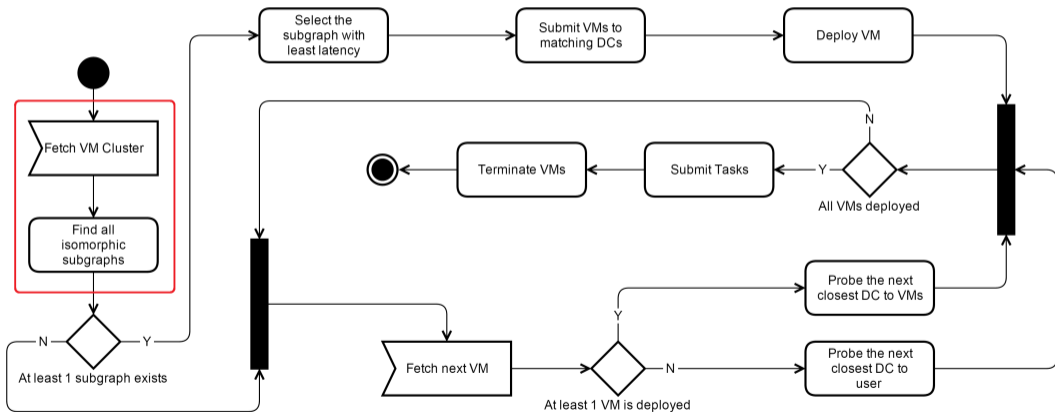 Select the
subgraph with
least latency
Submit VMs to
matching DCs
Deploy VM
Fetch VM Cluster
N
Terminate VMs
Submit Tasks
Y
All VMs deployed
Find all
isomorphic
subgraphs
Probe the next
closest DC to VMs
N
Y
At least 1 subgraph exists
Y
Fetch next VM
N
At least 1 VM is deployed
Probe the next
closest DC to
user